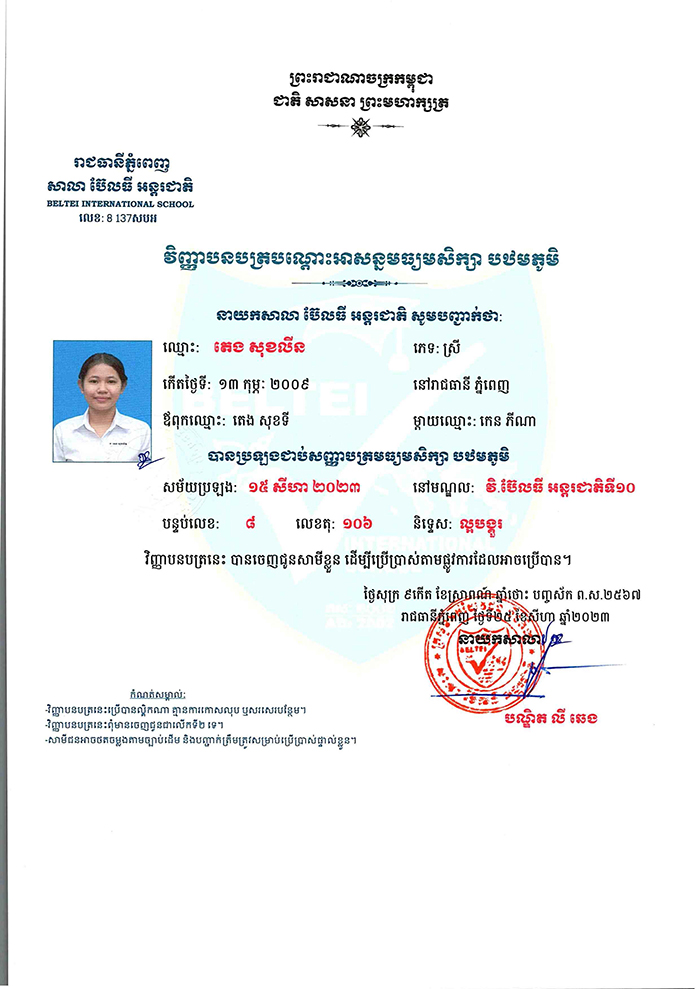 ព្រះរាជាណាចក្រកម្ពុជា
ជាតិ សាសនា ព្រះមហាក្សត្រ
រាជធានីភ្នំពេញ
សាលា ប៊ែលធី អន្តរជាតិ
BELTEI INTERNATIONAL SCHOOL
លេខ: 8 137សបអ
វិញ្ញាបនបត្របណ្ដោះអាសន្នមធ្យមសិក្សា បឋមភូមិ
នាយកសាលា ប៊ែលធី អន្តរជាតិ សូមបញ្ជាក់ថា:
ឈ្មោះ: តេង សុខលីន ភេទ: ស្រី
កើតថ្ងៃទី: ១៣ កុម្ភៈ ២០០៩ នៅរាជធានី ភ្នំពេញ
ឪពុកឈ្មោះ: តេង សុខទី ម្ដាយឈ្មោះ: កេន ភីណា
បានប្រឡងជាប់សញ្ញាបត្រមធ្យមសិក្សា បឋមភូមិ
សម័យប្រឡង: ១៥ សីហា ២០២៣ នៅមណ្ឌល: វិ.ប៊ែលធី អន្តរជាតិទី១០
បន្ទប់លេខ: ៨ លេខតុ: ១០៦ និទ្ទេស: ល្អបង្គួរ
វិញ្ញាបនបត្រនេះ បានចេញជូនសាមីខ្លួន ដើម្បីប្រើប្រាស់តាមផ្លូវការដែលអាចប្រើបាន។
ថ្ងៃសុក្រ ៩កើត ខែស្រាពណ៍ ឆ្នាំថោះ បញ្ចស័ក ព.ស.២៥៦៧
រាជធានីភ្នំពេញ ថ្ងៃទី២៥ ខែសីហា ឆ្នាំ២០២៣
នាយកសាលា
BELTEI
បណ្ឌិត លី ឆេង
កំណត់សម្គាល់:
-វិញ្ញាបនបត្រនេះប្រើបានល្គឹកណា គ្មានការកោសលុប ឬសរសេរបន្ថែម។
-វិញ្ញាបនបត្រនេះពុំមានចេញជូនជាលើកទី២ ទេ។
-សាមីជនអាចថតចម្លងតាមច្បាប់ដើម និងបញ្ជាក់ត្រឹមត្រូវសម្រាប់ប្រើប្រាស់ផ្ទាល់ខ្លួន។
BELTEI
INTERNATIONAL